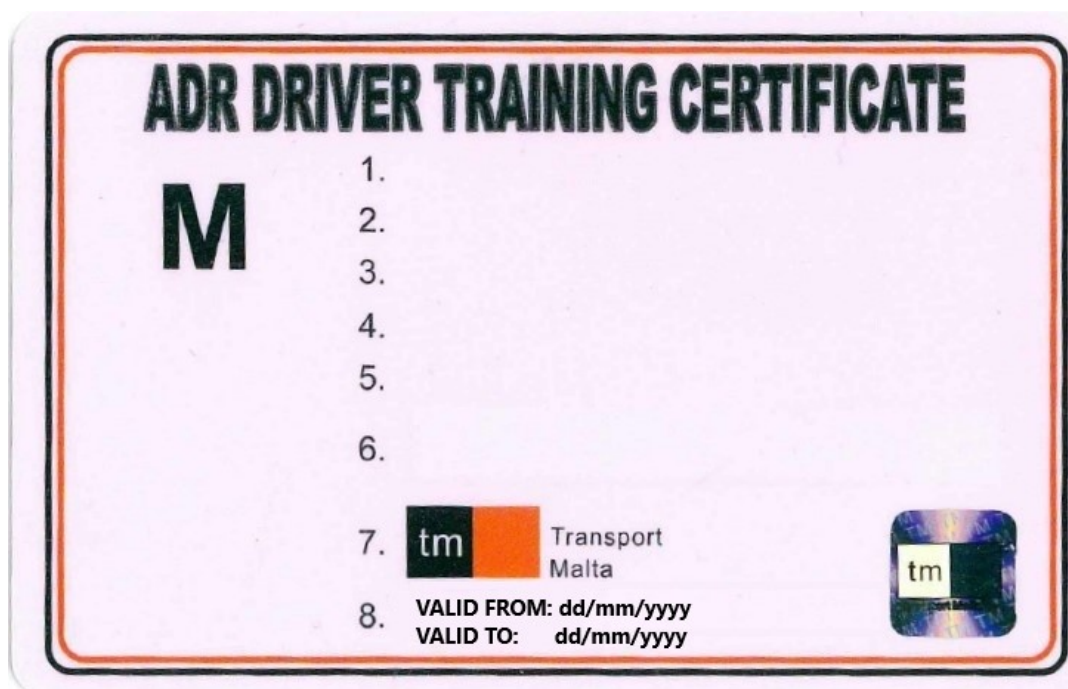 ADR DRIVER TRAINING CERTIFICATE
M
1.
2.
3.
4.
5.
6.
7. tm Transport
Malta
tm
8. VALID FROM: dd/mm/yyyy
VALID TO: dd/mm/yyyy